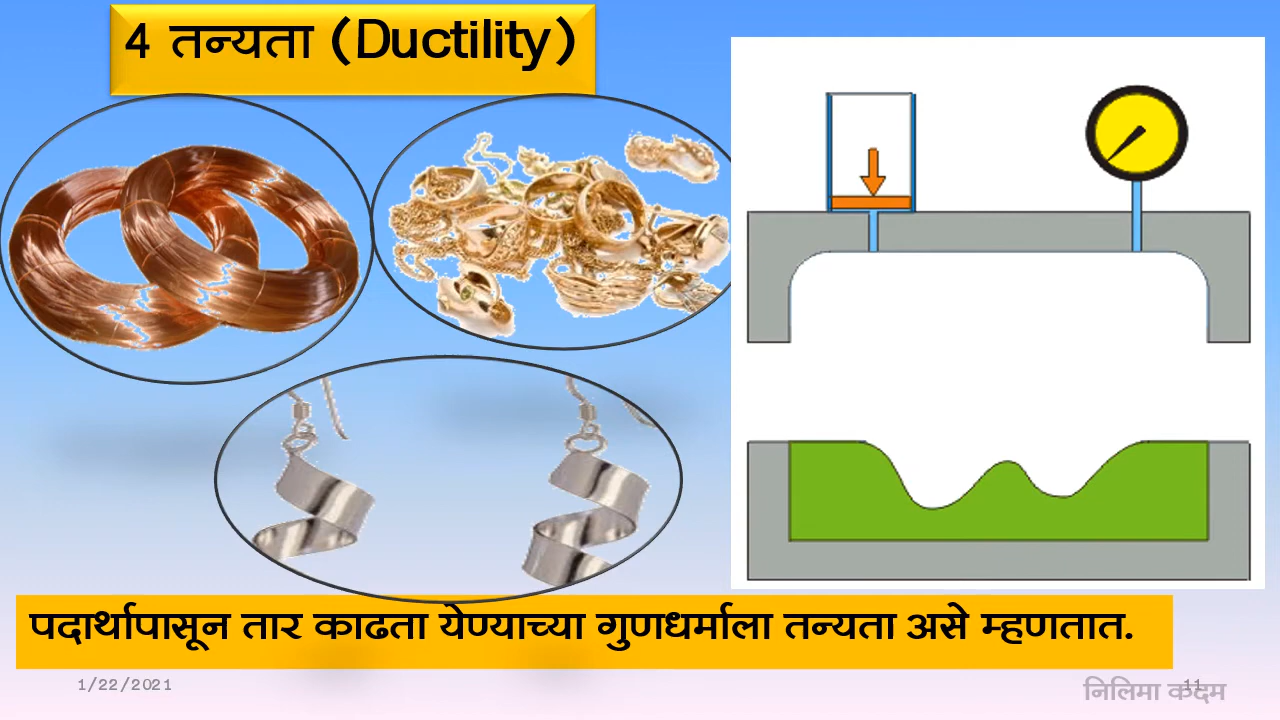 4 तन्यता (Ductility)
पदार्थापासून तार काढता येण्याच्या गुणधर्माला तन्यता असे म्हणतात.
1/22/2021
निलिमा कदम
11